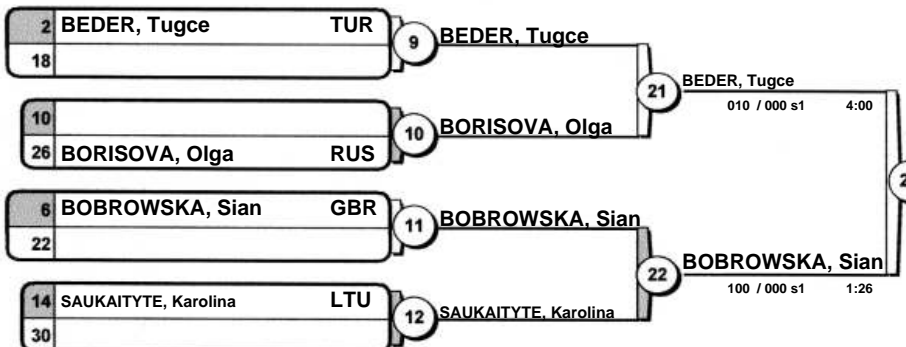 2 BEDER, Tugce TUR
18
9 BEDER, Tugce
10
26 BORISOVA, Olga RUS
10 BORISOVA, Olga
21 BEDER, Tugce
010 / 000 s1 4:00
6 BOBROWSKA, Sian GBR
22
11 BOBROWSKA, Sian
14 SAUKAITYTE, Karolina LTU
30
12 SAUKAITYTE, Karolina
22 BOBROWSKA, Sian
100 / 000 s1 1:26